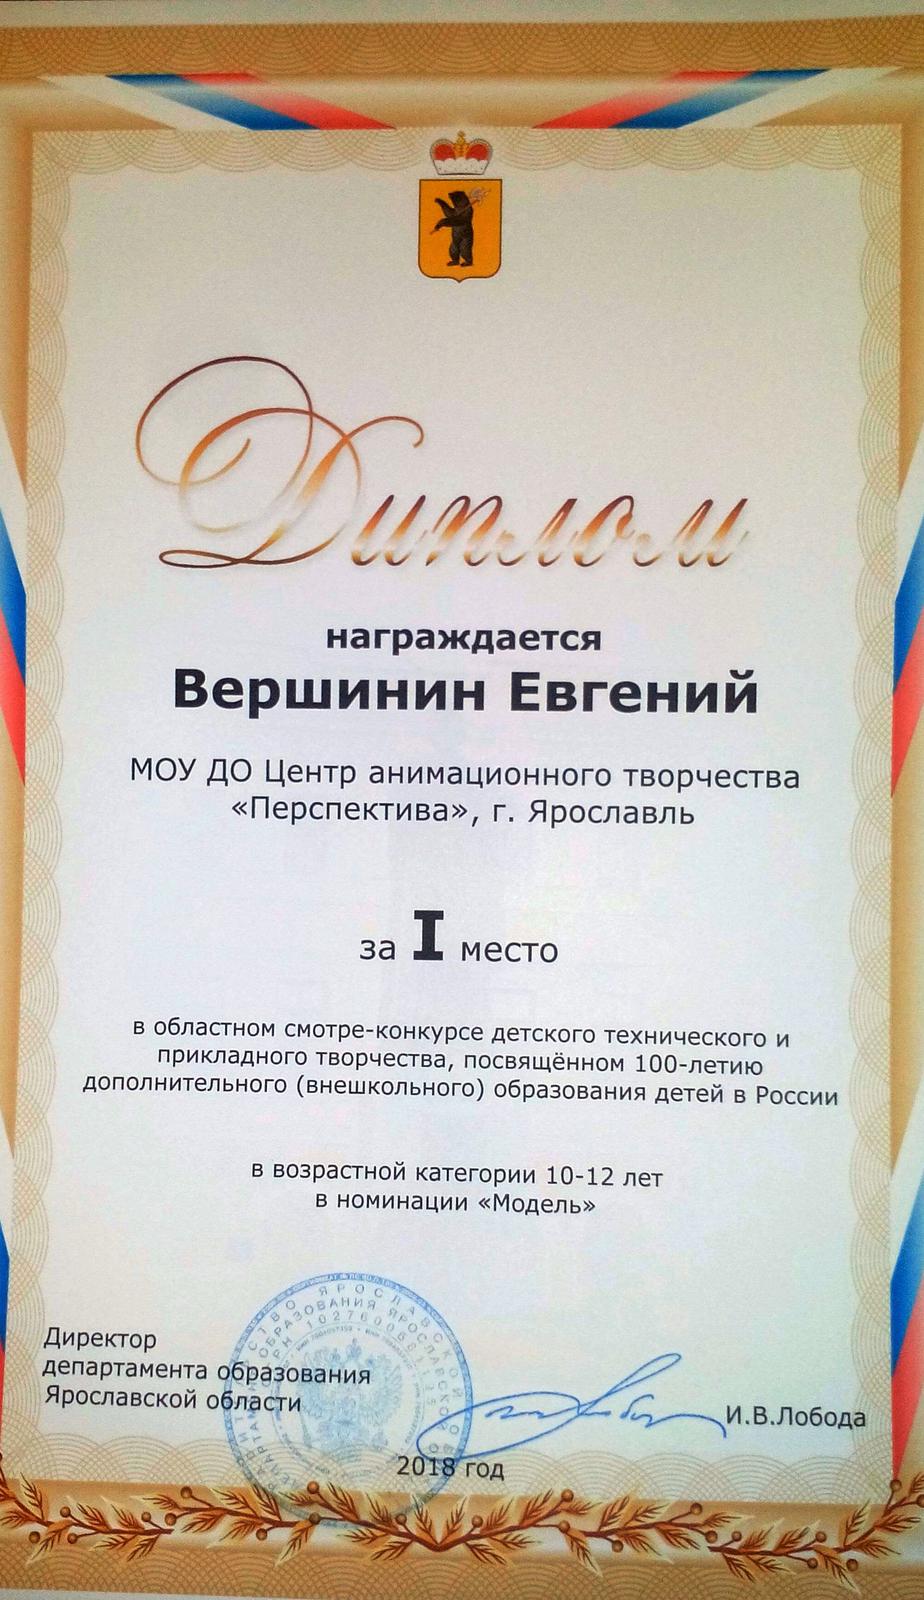 Диплом
награждается
Вершинин Евгений
МОУ ДО Центр анимационного творчества
«Перспектива», г. Ярославль
за I место
в областном смотре-конкурсе детского технического и
прикладного творчества, посвящённом 100-летию
дополнительного (внешкольного) образования детей в России
в возрастной категории 10-12 лет
в номинации «Модель»
Директор
департамента образования
Ярославской области
И.В.Лобода
2018 год